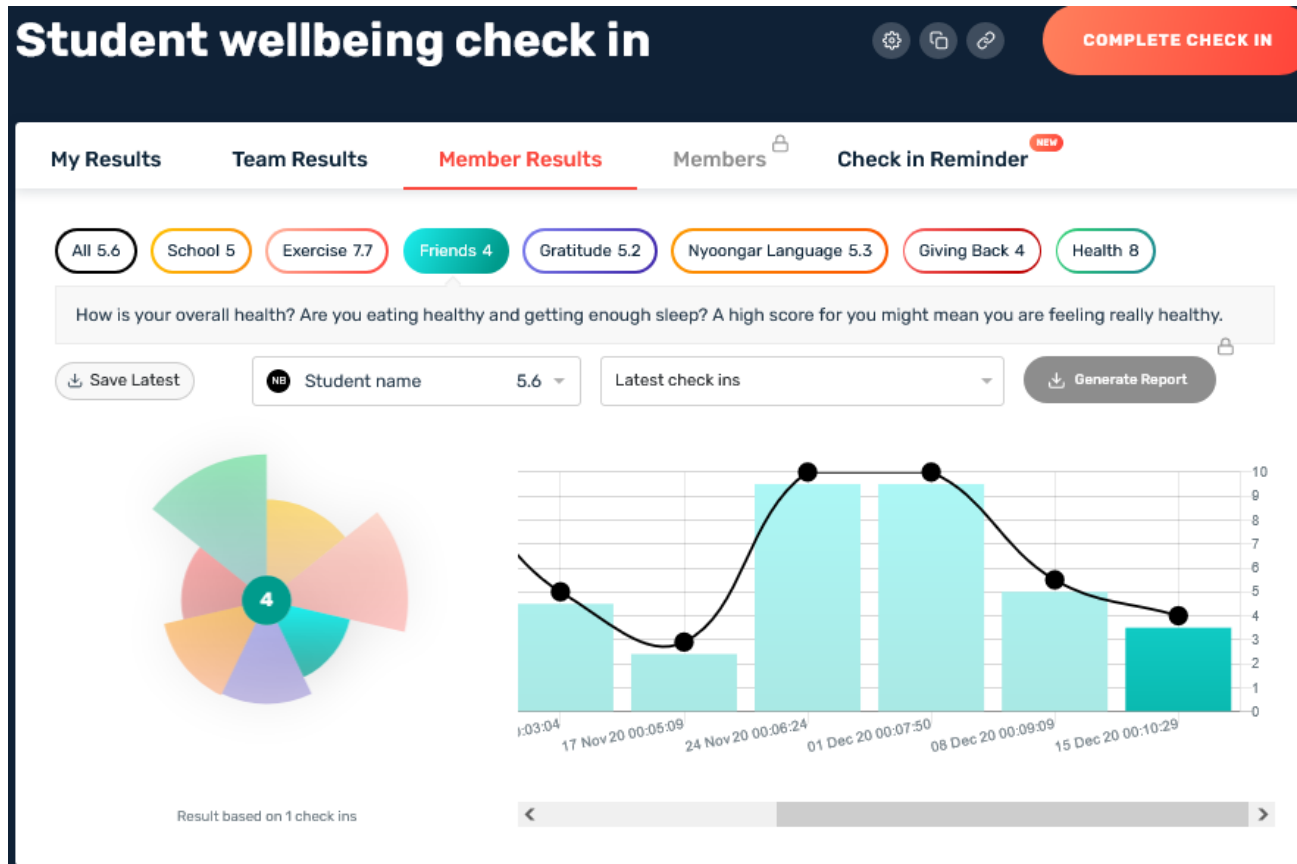 Student wellbeing check in
COMPLETE CHECK IN
My Results
Team Results
Member Results
Members
Check in Reminder
NEW
All 5.6
School 5
Exercise 7.7
Friends 4
Gratitude 5.2
Nyoongar Language 5.3
Giving Back 4
Health 8
How is your overall health? Are you eating healthy and getting enough sleep? A high score for you might mean you are feeling really healthy.
Save Latest
NB Student name 5.6
Latest check ins
Generate Report
4
10
9
8
7
6
5
4
3
2
1
0
:03:04
17 Nov 20 00:05:09
24 Nov 20 00:06:24
01 Dec 20 00:07:50
08 Dec 20 00:09:09
15 Dec 20 00:10:29
Result based on 1 check ins